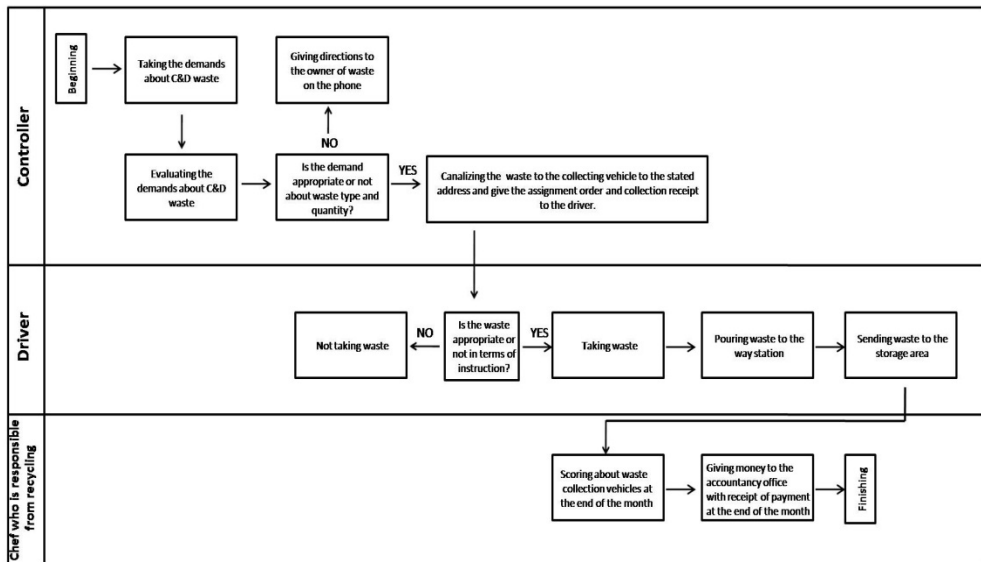 Controller
Beginning
Taking the demands
about C&D waste
Giving directions to
the owner of waste
on the phone
NO
Evaluating the
demands about C&D
waste
Is the demand
appropriate or not
about waste type and
quantity?
YES
Canalizing the waste to the collecting vehicle to the stated
address and give the assignment order and collection receipt
to the driver.
Driver
Not taking waste
NO
Is the waste
appropriate or
not in terms of
instruction?
YES
Taking waste
Pouring waste to the
way station
Sending waste to the
storage area
Chef who is responsible
from recycling
Scoring about waste
collection vehicles at
the end of the month
Giving money to the
accountancy office
with receipt of payment
at the end of the month
Finishing